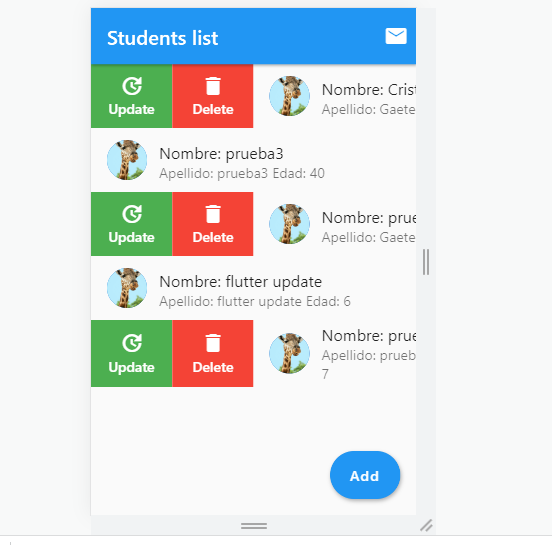 Students list
Update
Delete
Nombre: Crist
Apellido: Gaete
Nombre: prueba3
Apellido: prueba3 Edad: 40
Update
Delete
Nombre: prue
Apellido: Gaete
Nombre: flutter update
Apellido: flutter update Edad: 6
Update
Delete
Nombre: prue
Apellido: prueb
7
Add